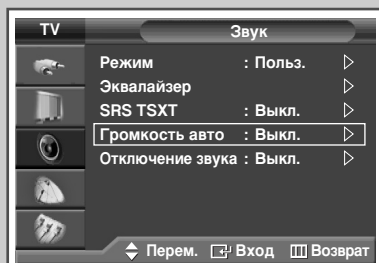 TV Звук
Режим : Польз.
Эквалайзер
SRS TSXT : Выкл.
Громкость авто : Выкл.
Отключение звука : Выкл.
Перем. Вход Возврат